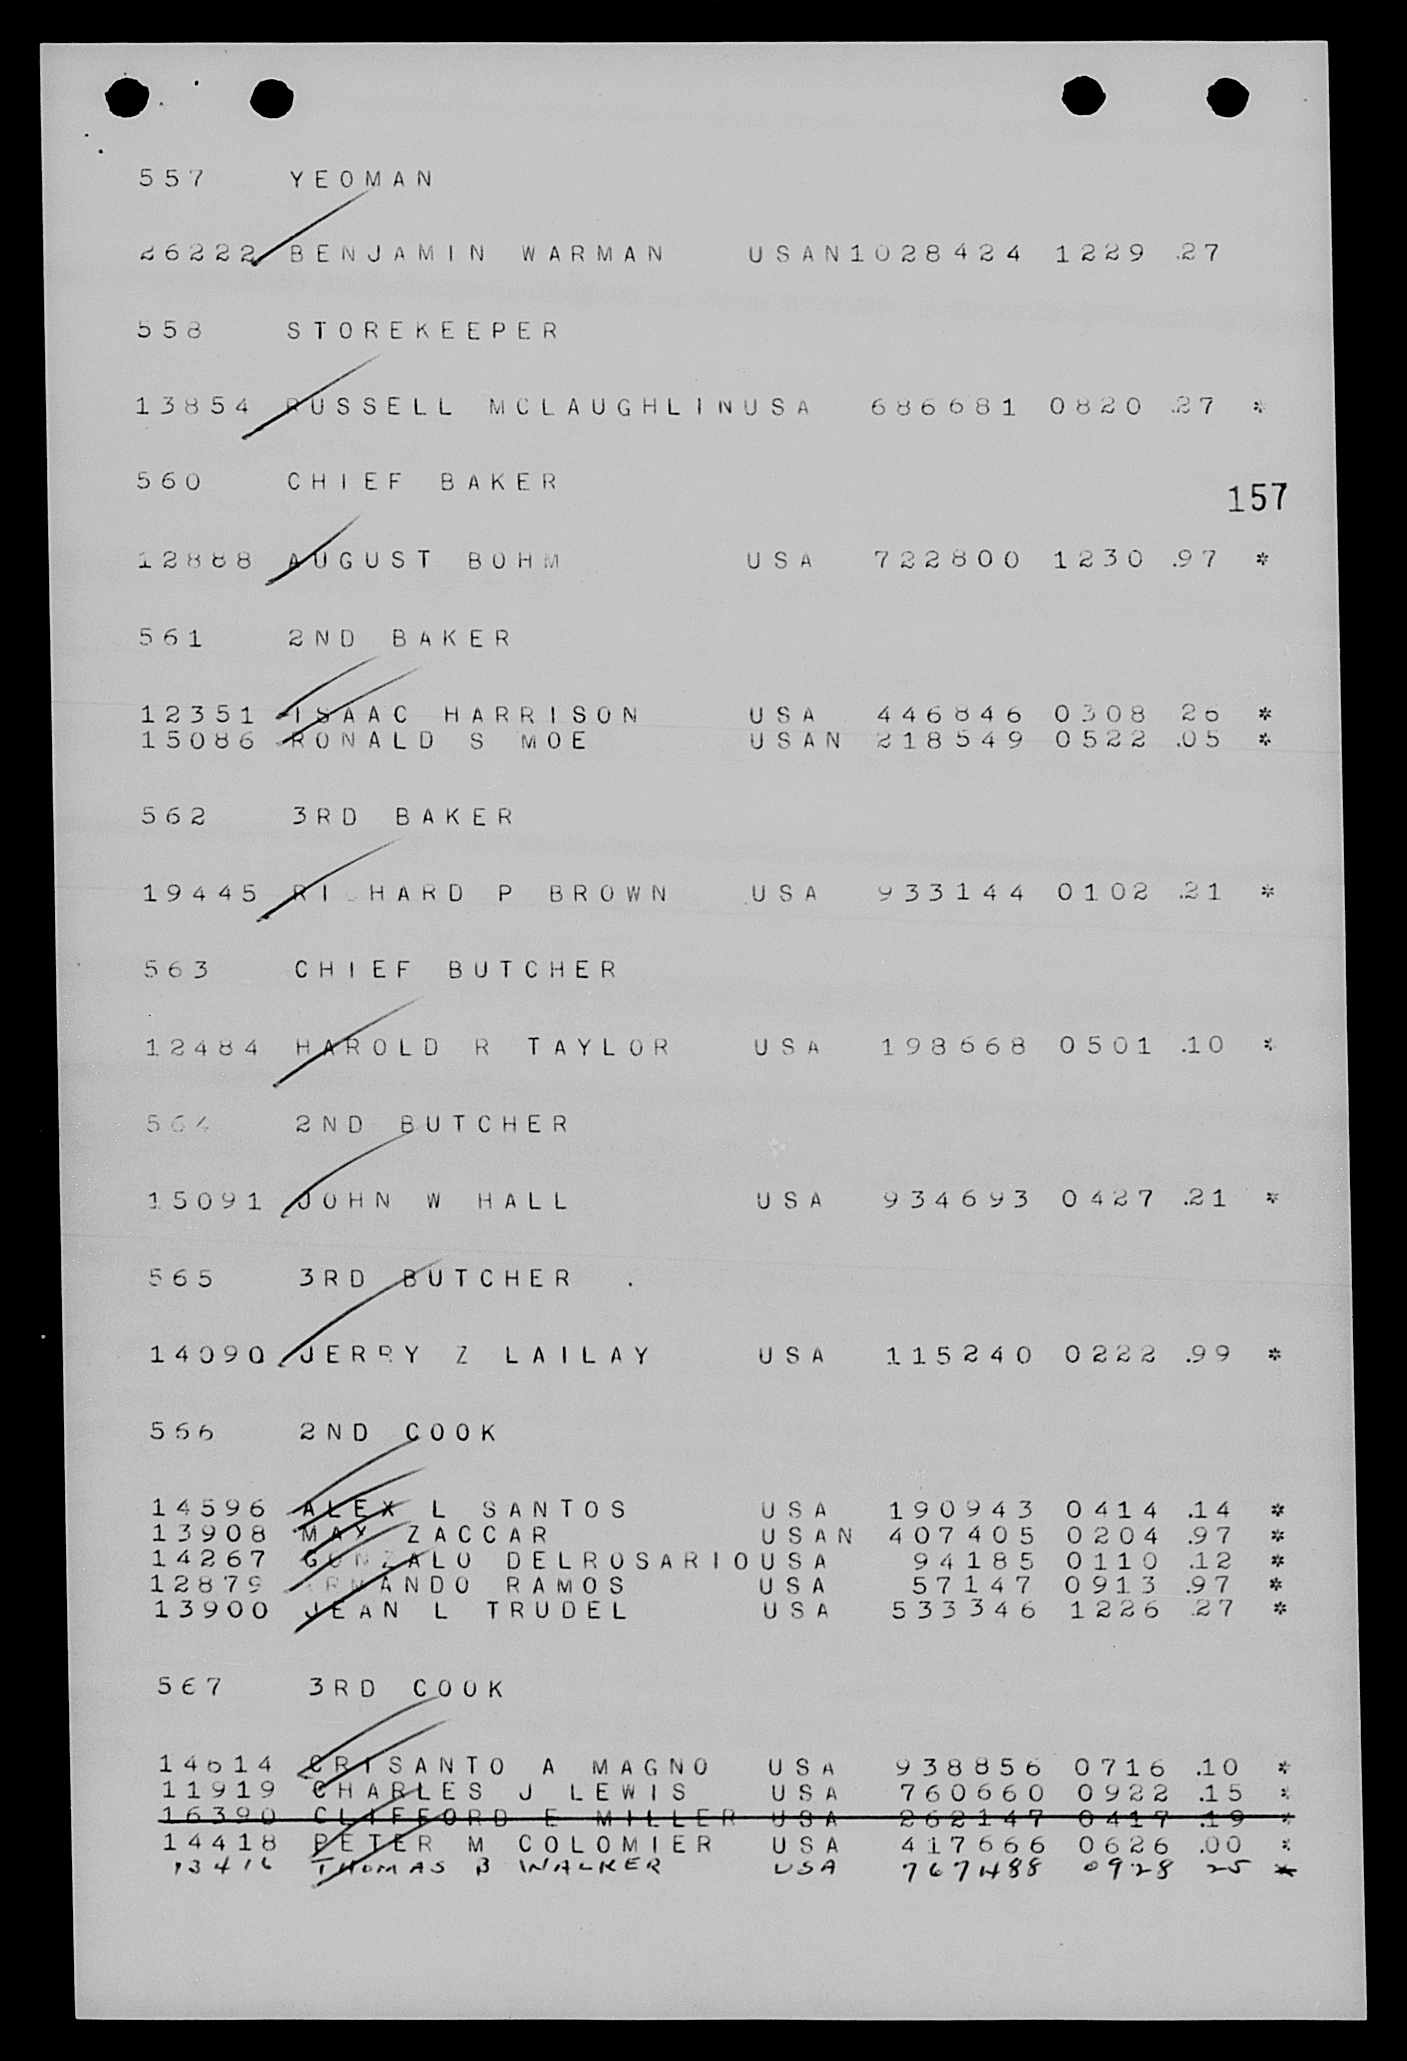 557 YEOMAN
26222 BENJAMIN WARMAN USAN1028424 1229 .27
558 STOREKEEPER
13854 RUSSELL MCLAUGHLINUSA 686681 0820 .27 *
560 CHIEF BAKER
157
12888 AUGUST BOHM USA 722800 1230 .97 *
561 2ND BAKER
12351 ISAAC HARRISON USA 446846 0308 26 *
15086 RONALD S MOE USAN 218549 0522 .05 *
562 3RD BAKER
19445 RICHARD P BROWN USA 933144 0102 .21 *
563 CHIEF BUTCHER
12484 HAROLD R TAYLOR USA 198668 0501 .10 *
564 2ND BUTCHER
15091 JOHN W HALL USA 934693 0427 .21 *
565 3RD BUTCHER .
14090 JERRY Z LAILAY USA 115240 0222 .99 *
566 2ND COOK
14596 ALEX L SANTOS USA 190943 0414 .14 *
13908 MAX ZACCAR USAN 407405 0204 .97 *
14267 GONZALO DELROSARIOUSA 94185 0110 .12 *
12879 ARMANDO RAMOS USA 57147 0913 .97 *
13900 JEAN L TRUDEL USA 533346 1226 .27 *
567 3RD COOK
14614 CRISANTO A MAGNO USA 938856 0716 .10 *
11919 CHARLES J LEWIS USA 760660 0922 .15 *
16390 CLIFFORD E MILLER USA 262147 0417 .19 *
14418 PETER M COLOMIER USA 417666 0626 .00 *
13416 THOMAS B WALKER USA 767488 0928 25 *